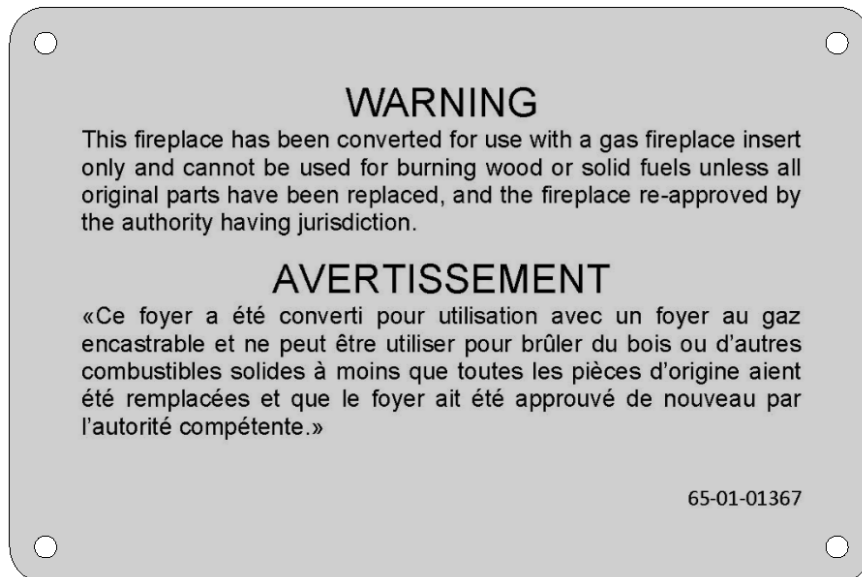 WARNING
This fireplace has been converted for use with a gas fireplace insert
only and cannot be used for burning wood or solid fuels unless all
original parts have been replaced, and the fireplace re-approved by
the authority having jurisdiction.
AVERTISSEMENT
«Ce foyer a été converti pour utilisation avec un foyer au gaz
encastrable et ne peut être utiliser pour brûler du bois ou d’autres
combustibles solides à moins que toutes les pièces d’origine aient
été remplacées et que le foyer ait été approuvé de nouveau par
l’autorité compétente.»
65-01-01367